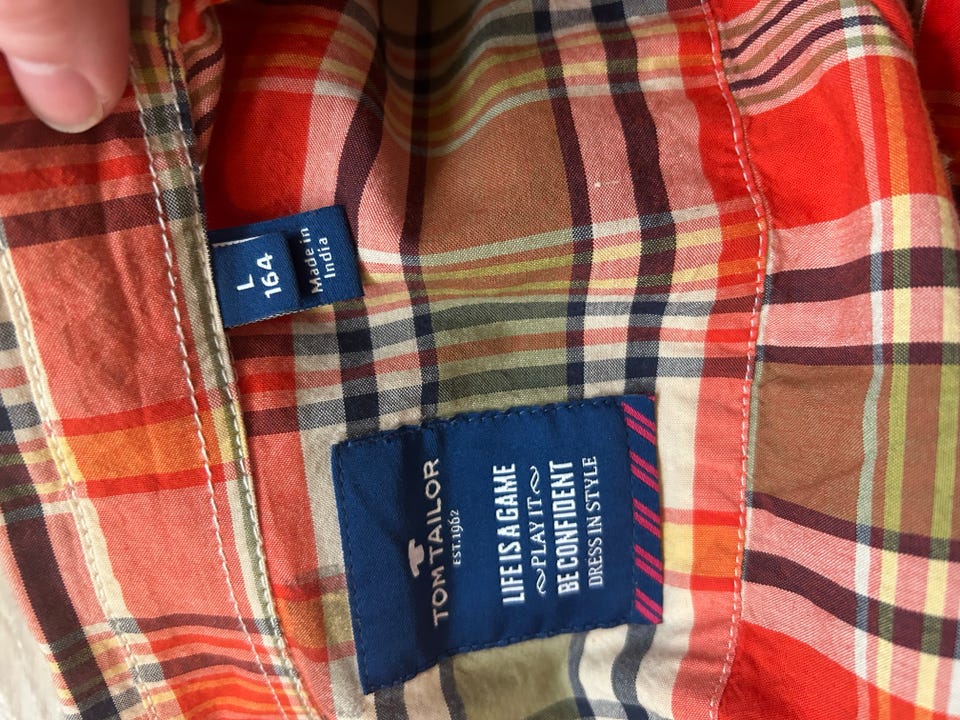 L
164
Made in
India
TOM TAILOR
EST.1962
LIFE IS A GAME
~PLAY IT~
BE CONFIDENT
DRESS IN STYLE